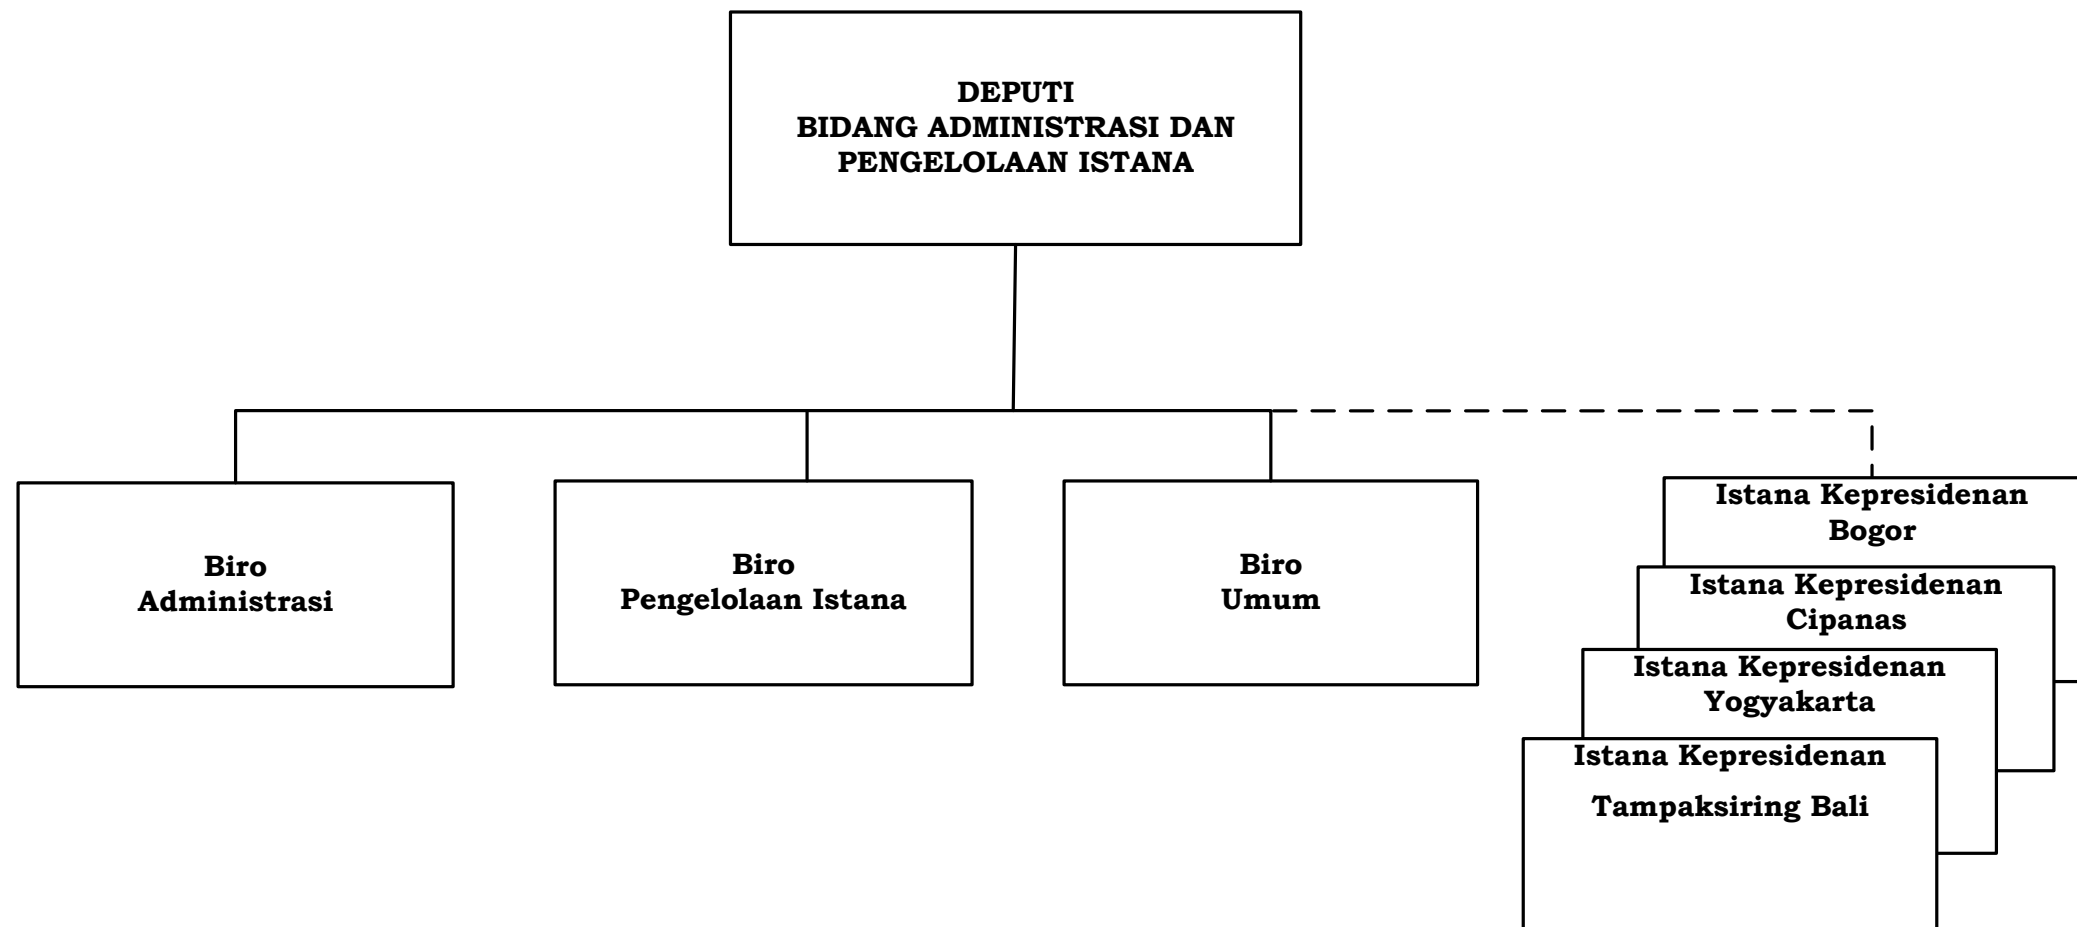 DEPUTI
BIDANG ADMINISTRASI DAN
PENGELOLAAN ISTANA
Biro
Administrasi
Biro
Pengelolaan Istana
Biro
Umum
Istana Kepresidenan
Bogor
Istana Kepresidenan
Cipanas
Istana Kepresidenan
Yogyakarta
Istana Kepresidenan
Tampaksiring Bali